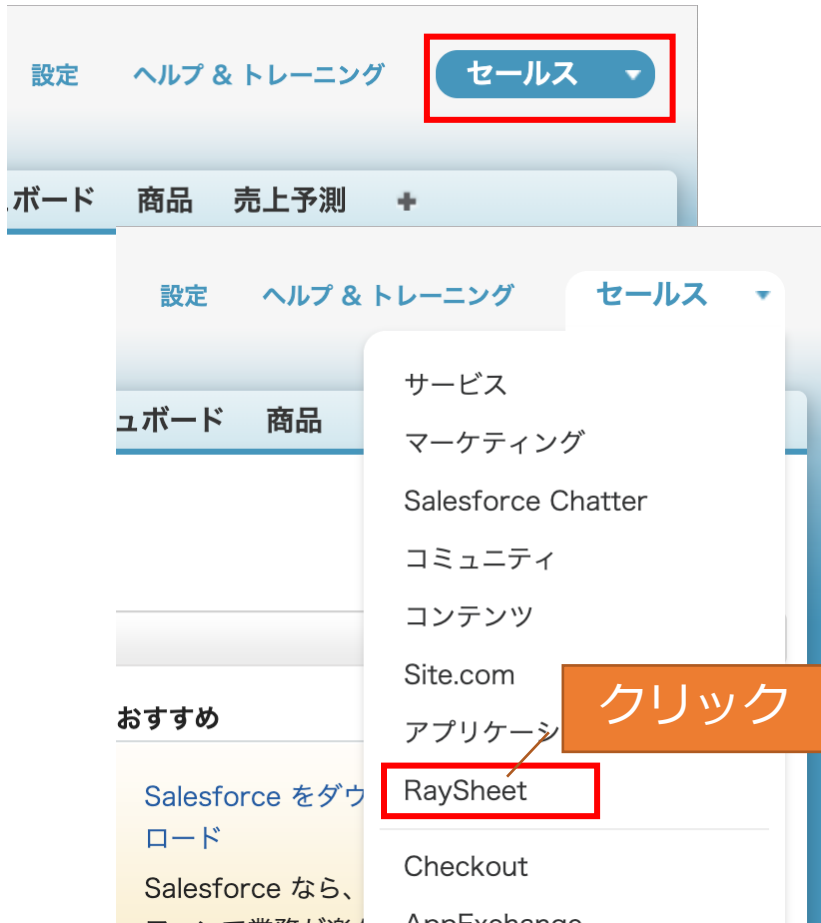 設定 ヘルプ & トレーニング セールス
ボード 商品 売上予測
設定 ヘルプ & トレーニング セールス
ュボード 商品
サービス
マーケティング
Salesforce Chatter
コミュニティ
コンテンツ
Site.com
クリック
おすすめ
アプリケーシ
RaySheet
Salesforce をダウ
ロード
Checkout
Salesforce なら、
AppExchange